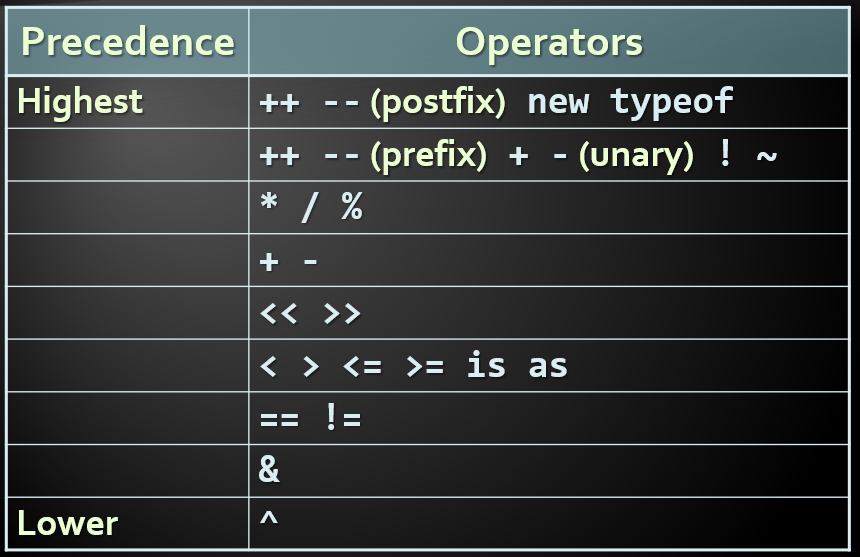 Precedence Operators
Highest ++ -- (postfix) new typeof
++ -- (prefix) + - (unary) ! ~
* / %
+ -
<< >>
< > <= >= is as
== !=
&
Lower ^